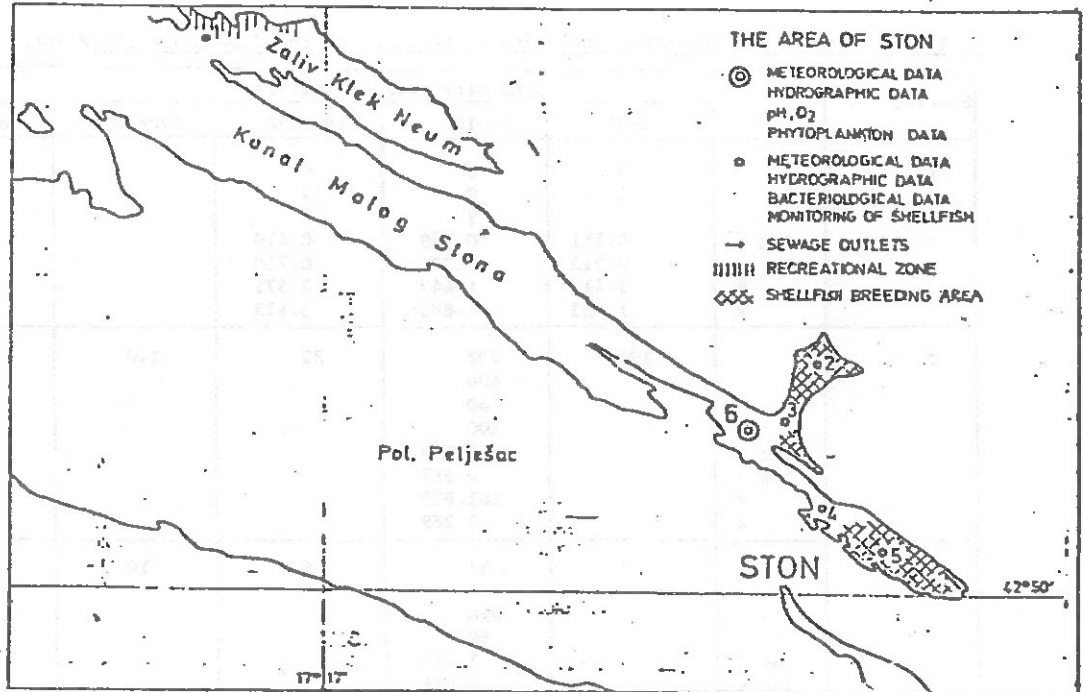 THE AREA OF STON
METEOROLOGICAL DATA
HYDROGRAPHIC DATA
pH, O₂
PHYTOPLANKTON DATA
METEOROLOGICAL DATA
HYDROGRAPHIC DATA
BACTERIOLOGICAL DATA
MONITORING OF SHELLFISH
SEWAGE OUTLETS
RECREATIONAL ZONE
SHELLFISH BREEDING AREA
Zaliv Klek
Neum
Kanal Malog Stona
Pol. Pelješac
2
3
6
4
5
STON
42°50'
17°17'